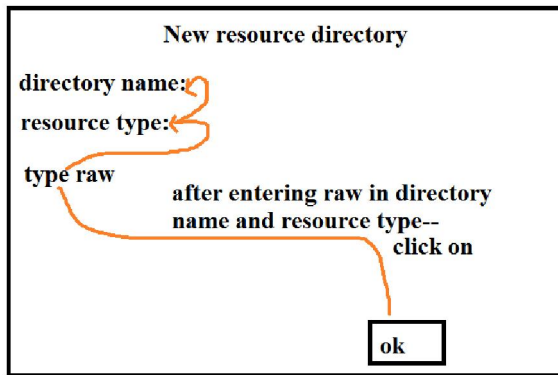 New resource directory
directory name:
resource type:
type raw
after entering raw in directory
name and resource type--
click on
ok